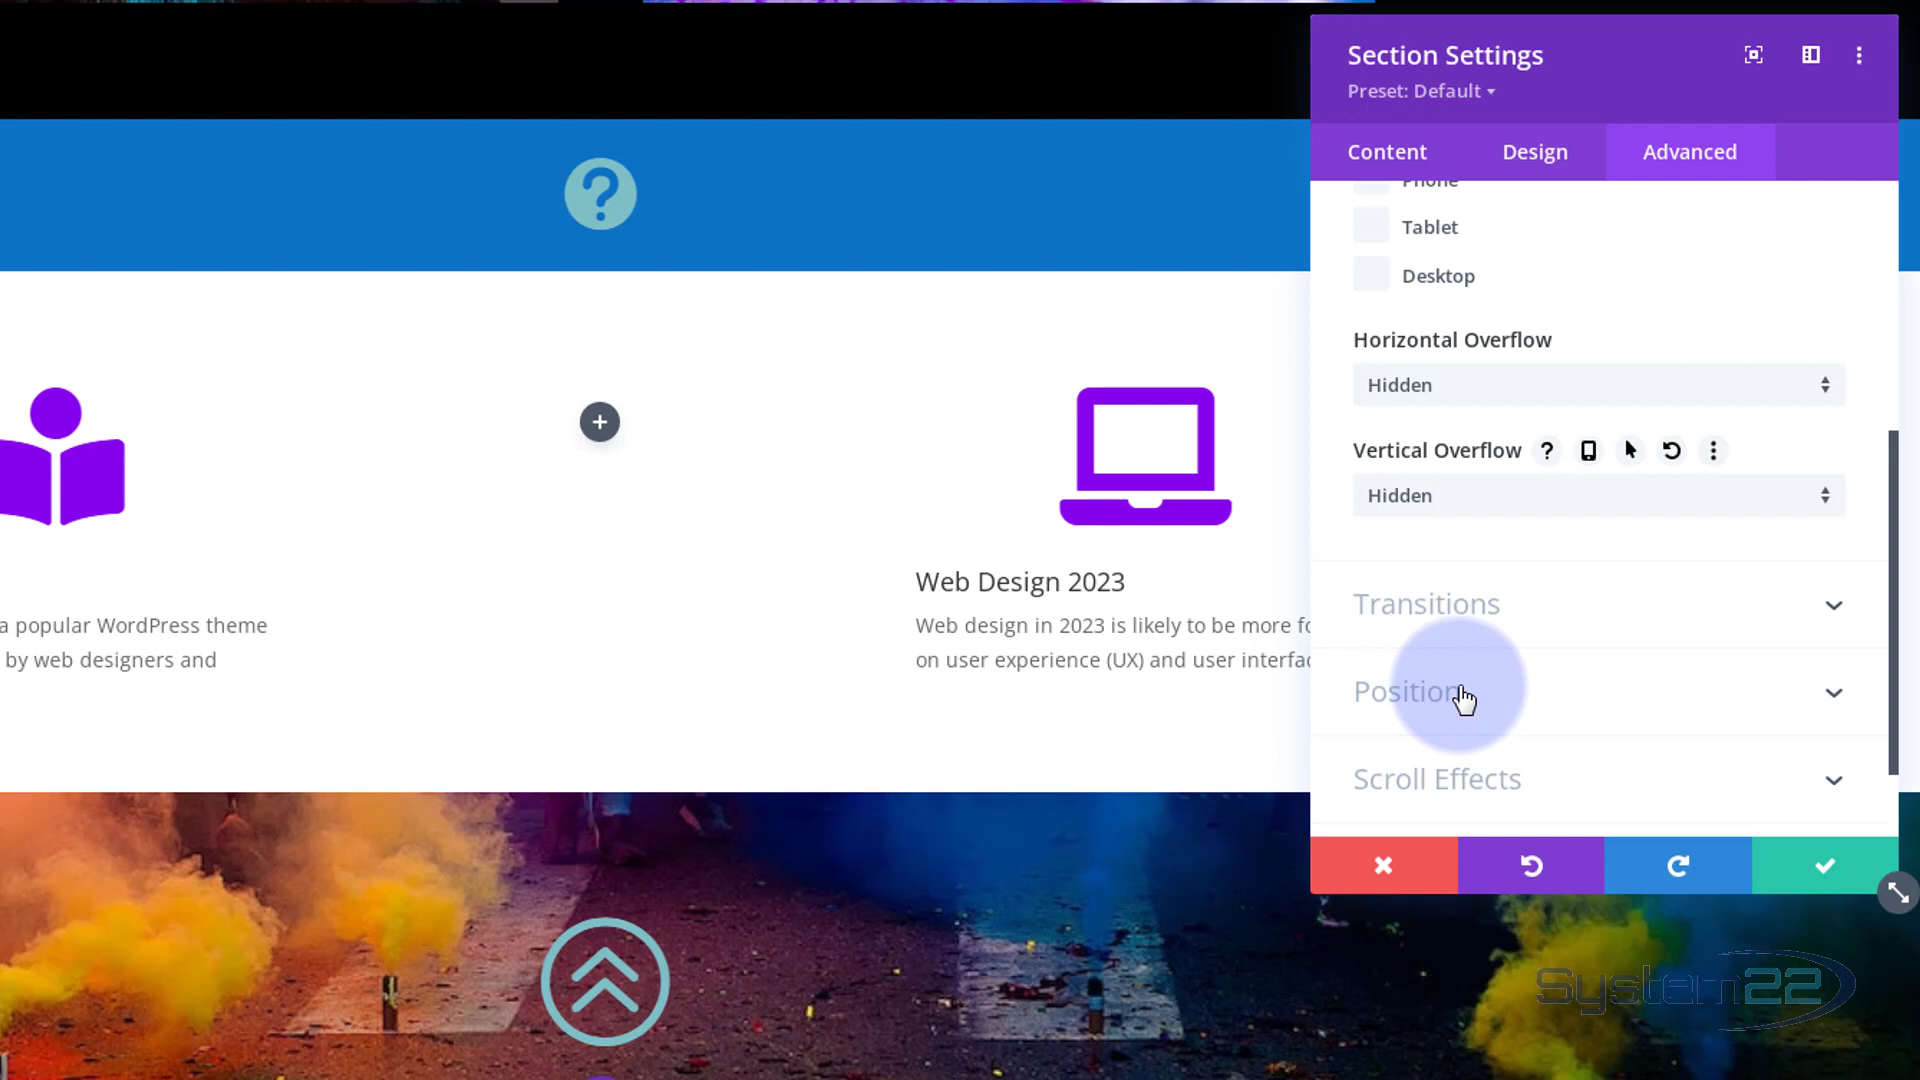 Section Settings
Preset: Default
Content
Design
Advanced
Phone
Tablet
Desktop
Horizontal Overflow
Hidden
Vertical Overflow ?
Hidden
Transitions
Position
Scroll Effects
Web Design 2023
a popular WordPress theme
by web designers and
Web design in 2023 is likely to be more
on user experience (UX) and user
System22